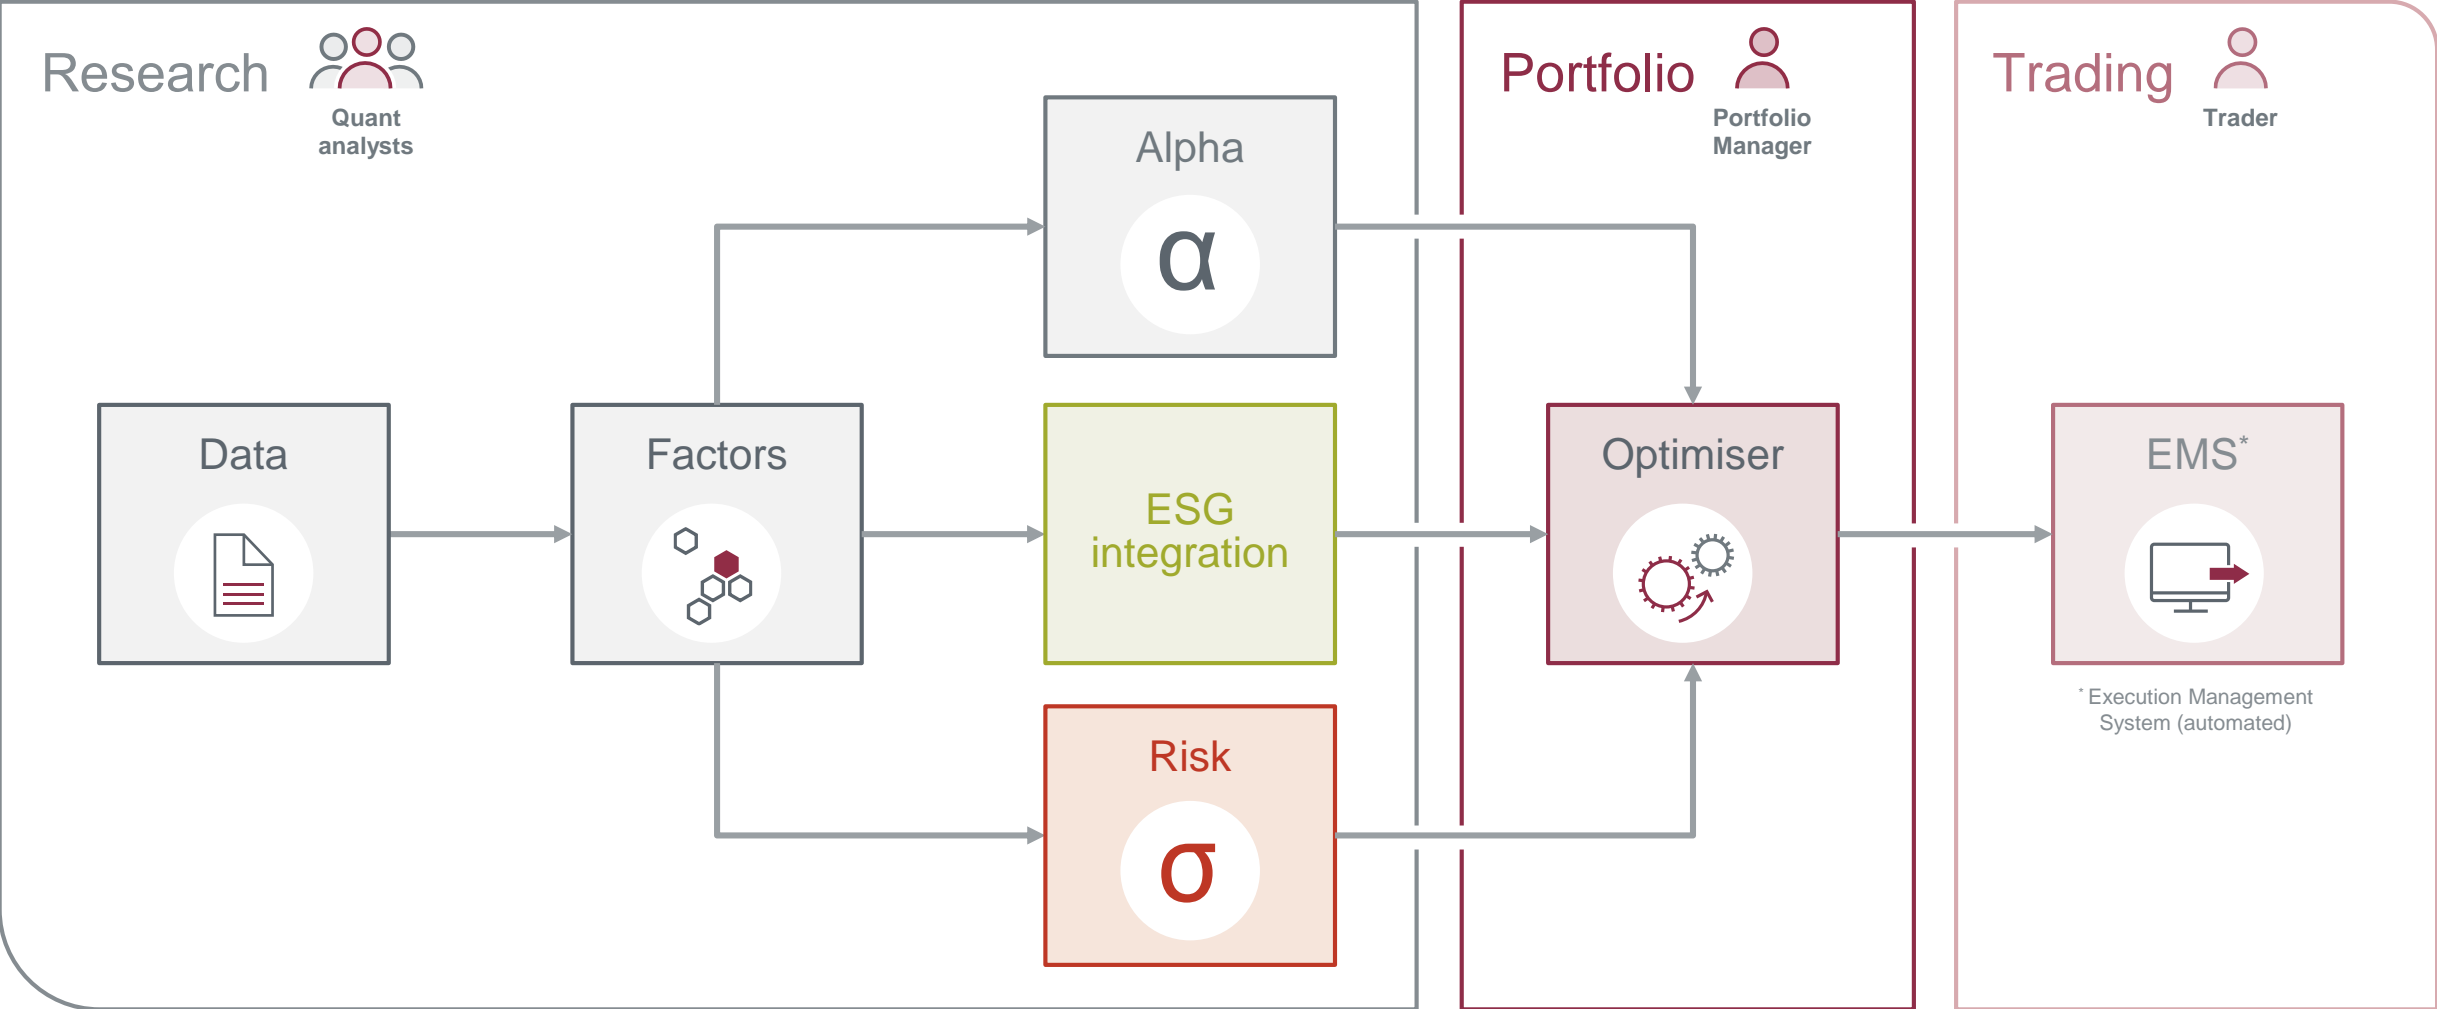 Research
Quant
analysts
Portfolio
Portfolio
Manager
Trading
Trader
Alpha
α
Data
Factors
ESG
integration
Optimiser
EMS*
* Execution Management
System (automated)
Risk
σ